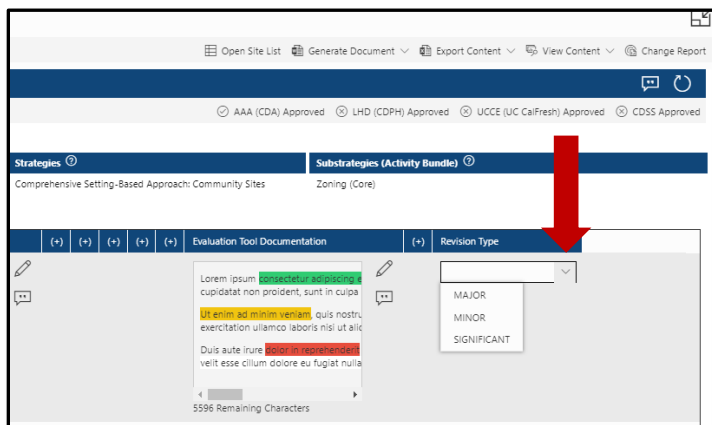 Open Site List Generate Document Export Content View Content Change Report
AAA (CDA) Approved LHD (CDPH) Approved UCCE (UC CalFresh) Approved CDSS Approved
Strategies ? Substrategies (Activity Bundle) ?
Comprehensive Setting-Based Approach: Community Sites Zoning (Core)
(+) (+) (+) (+) (+) Evaluation Tool Documentation (+) Revision Type
Lorem ipsum consectetur adipiscing e
cupidatat non proident, sunt in culpa
Ut enim ad minim veniam, quis nostru
exercitation ullamco laboris nisi ut alic
Duis aute irure dolor in reprehenderit
velit esse cillum dolore eu fugiat nulla
5596 Remaining Characters
MAJOR
MINOR
SIGNIFICANT